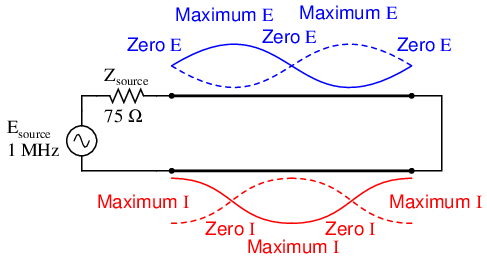 Maximum E
Maximum E
Zero E
Zero E
Zero E
Zsource
75 Ω
Esource
1 MHz
Maximum I
Maximum I
Zero I
Zero I
Maximum I